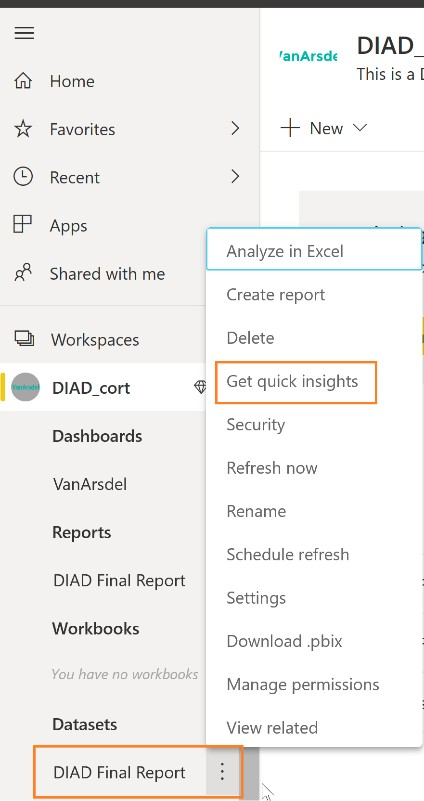 VanArsdel
DIAD_
This is a D
Home
Favorites
New
Recent
Apps
Shared with me
Analyze in Excel
Create report
Delete
Get quick insights
Security
Refresh now
Rename
Schedule refresh
Settings
Download .pbix
Manage permissions
View related
Workspaces
VanArsdel
DIAD_cort
Dashboards
VanArsdel
Reports
DIAD Final Report
Workbooks
You have no workbooks
Datasets
DIAD Final Report